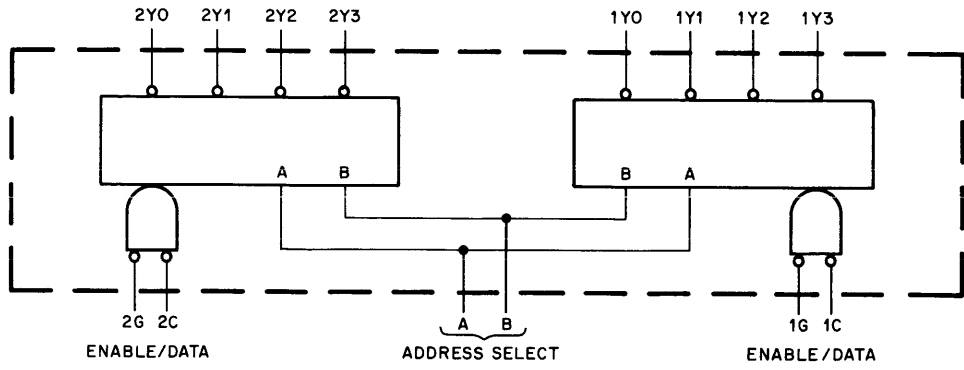 2Y0 2Y1 2Y2 2Y3 1Y0 1Y1 1Y2 1Y3
A B B A
2G 2C A B 1G 1C
ENABLE/DATA ADDRESS SELECT ENABLE/DATA